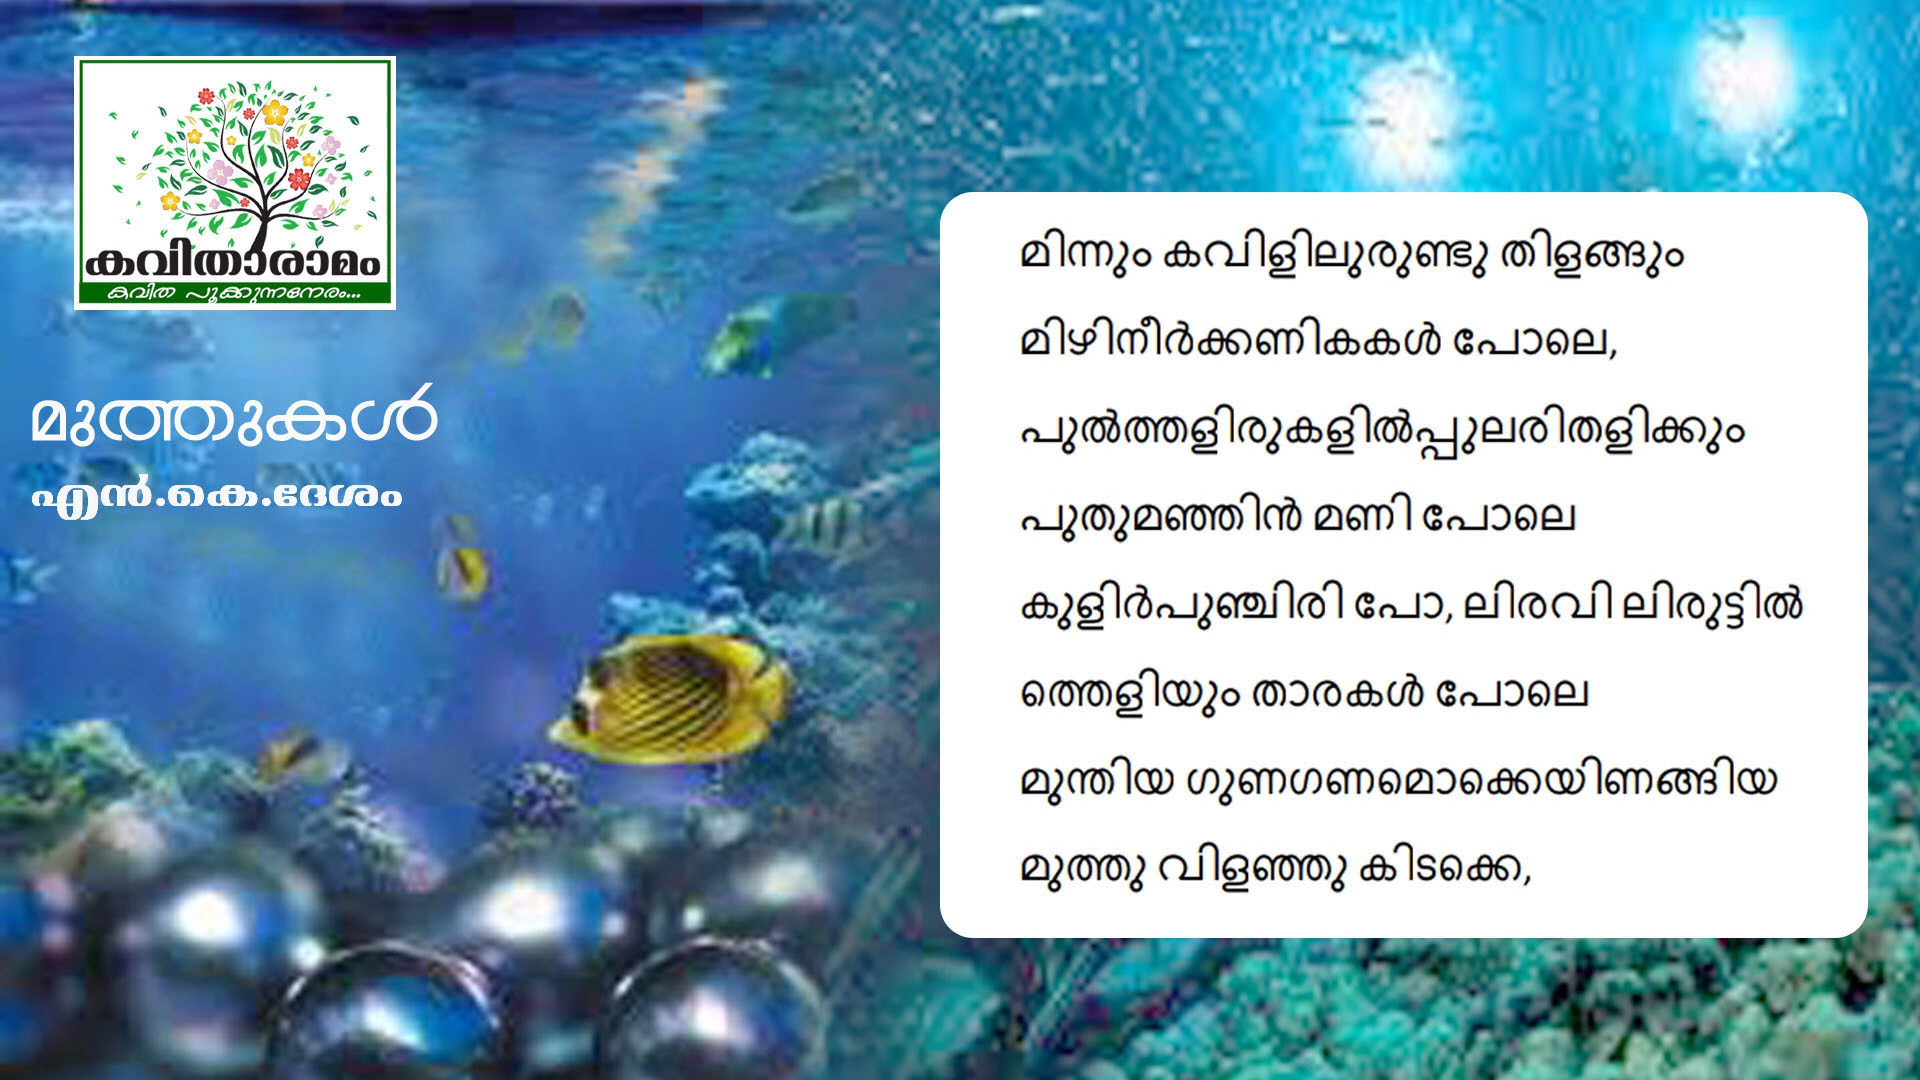 കവിതാരാമം
കവിത പൂക്കുന്നനേരം...
മുത്തുകൾ
എൻ.കെ.ദേശം
മിന്നും കവിളിലുരുണ്ടു തിളങ്ങും
മിഴിനീർക്കണികകൾ പോലെ,
പുൽത്തളിരുകളിൽപ്പുലരിതളിക്കും
പുതുമഞ്ഞിൻ മണി പോലെ
കുളിർപുഞ്ചിരി പോ, ലിരവി ലിരുട്ടിൽ
ത്തെളിയും താരകൾ പോലെ
മുന്തിയ ഗുണഗണമൊക്കെയിണങ്ങിയ
മുത്തു വിളഞ്ഞു കിടക്കെ,